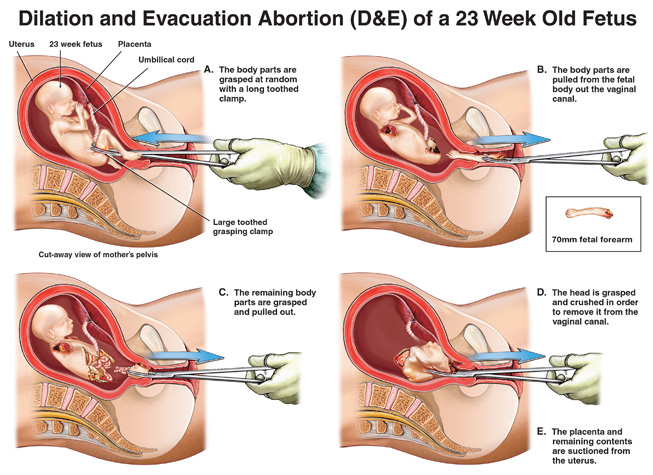 Dilation and Evacuation Abortion (D&E) of a 23 Week Old Fetus
Uterus
23 week fetus
Placenta
Umbilical cord
A. The body parts are
grasped at random
with a long toothed
clamp.
Large toothed
grasping clamp
Cut-away view of mother's pelvis
B. The body parts are
pulled from the fetal
body out the vaginal
canal.
70mm fetal forearm
C. The remaining body
parts are grasped
and pulled out.
D. The head is grasped
and crushed in order
to remove it from the
vaginal canal.
E. The placenta and
remaining contents
are suctioned from
the uterus.